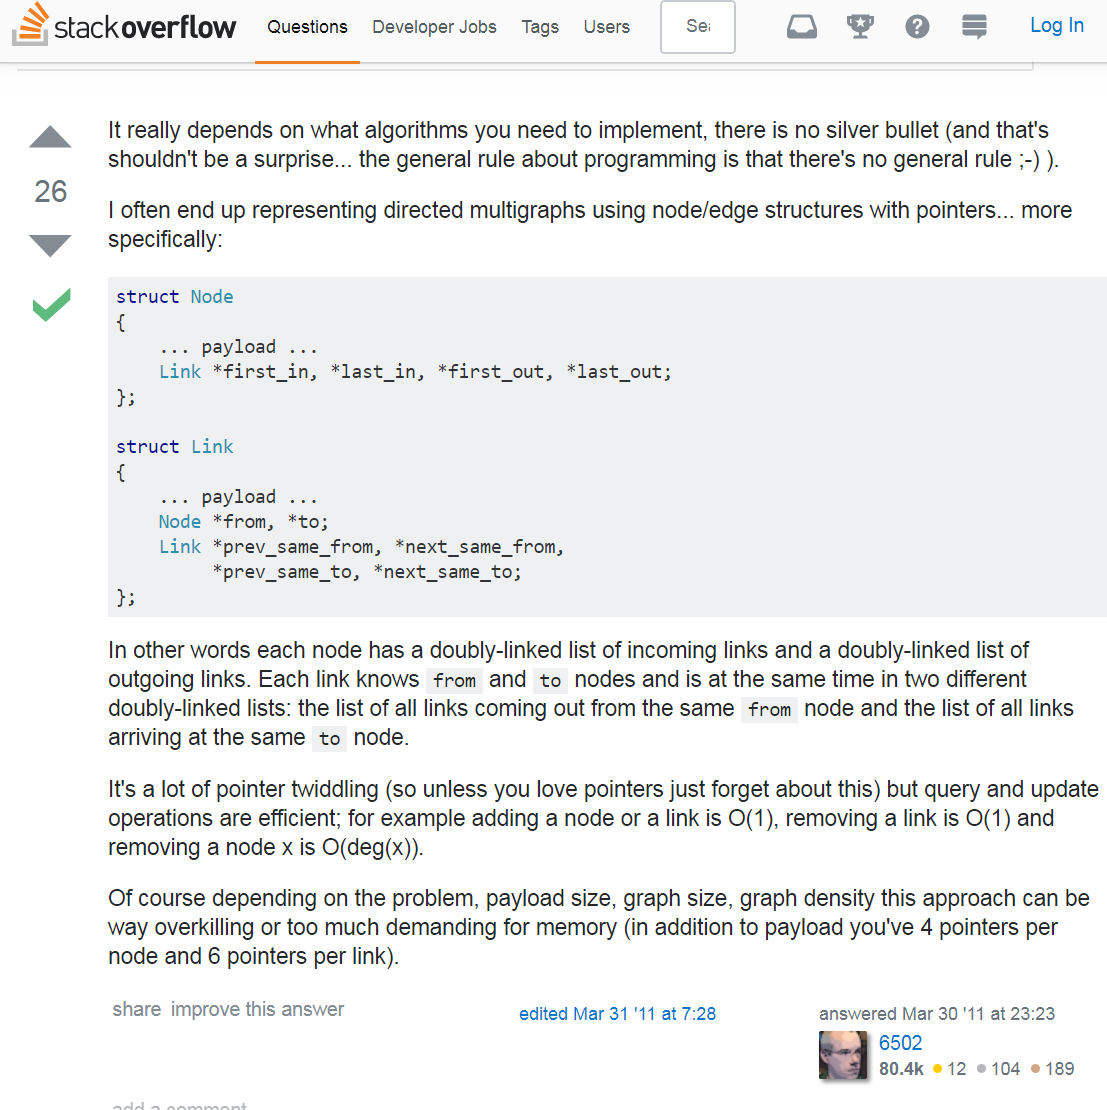 stackoverflow Questions Developer Jobs Tags Users Sea Log In
It really depends on what algorithms you need to implement, there is no silver bullet (and that's
shouldn't be a surprise... the general rule about programming is that there's no general rule ;-) ).
26
I often end up representing directed multigraphs using node/edge structures with pointers... more
specifically:
struct Node
{
    ... payload ...
    Link *first_in, *last_in, *first_out, *last_out;
};
struct Link
{
    ... payload ...
    Node *from, *to;
    Link *prev_same_from, *next_same_from,
         *prev_same_to, *next_same_to;
};
In other words each node has a doubly-linked list of incoming links and a doubly-linked list of
outgoing links. Each link knows from and to nodes and is at the same time in two different
doubly-linked lists: the list of all links coming out from the same from node and the list of all links
arriving at the same to node.
It's a lot of pointer twiddling (so unless you love pointers just forget about this) but query and update
operations are efficient; for example adding a node or a link is O(1), removing a link is O(1) and
removing a node x is O(deg(x)).
Of course depending on the problem, payload size, graph size, graph density this approach can be
way overkilling or too much demanding for memory (in addition to payload you've 4 pointers per
node and 6 pointers per link).
share improve this answer edited Mar 31 '11 at 7:28 answered Mar 30 '11 at 23:23
6502
80.4k 12 104 189
add a comment